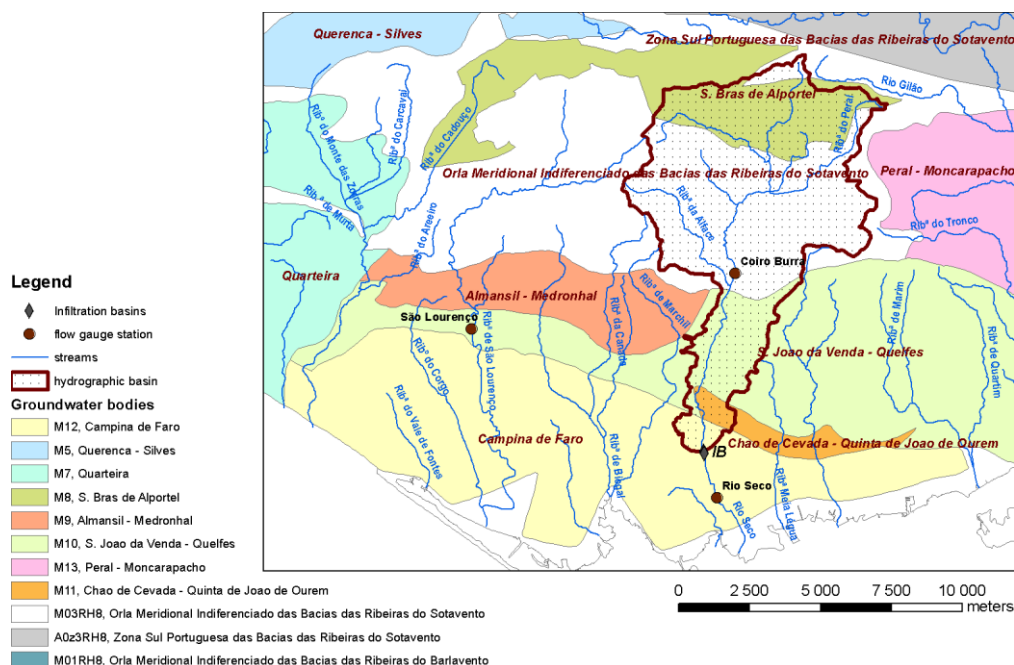 Querenca - Silves
Zona Sul Portuguesa das Bacias das Ribeiras do Sotavento
Rio Gilão
S. Bras de Alportel
Ribª do Peral
Ribª do Carcavai
Ribª do Cadouço
Ribª do Monte das Zorras
Orla Meridional Indiferenciado das Bacias das Ribeiras do Sotavento
Peral - Moncarapacho
Ribª de Murta
Ribª do Areeiro
Ribª da Alface
Ribª do Tronco
Quarteira
Coiro Burra
Almansil - Medronhal
Ribª de Marchil
Ribª da Canada
Ribª de Marim
São Lourenço
Ribª de São Lourenço
S. Joao da Venda - Quelfes
Ribª de Quartim
Ribª do Corgo
Ribª do Vale de Fontes
Campina de Faro
Chao de Cevada - Quinta de Joao de Ourem
IB
Ribª de Biogal
Rio Seco
Rio Seco
Ribª Meia Légua
Legend
Infiltration basins
flow gauge station
streams
hydrographic basin
Groundwater bodies
M12, Campina de Faro
M5, Querenca - Silves
M7, Quarteira
M8, S. Bras de Alportel
M9, Almansil - Medronhal
M10, S. Joao da Venda - Quelfes
M13, Peral - Moncarapacho
M11, Chao de Cevada - Quinta de Joao de Ourem
M03RH8, Orla Meridional Indiferenciado das Bacias das Ribeiras do Sotavento
A0z3RH8, Zona Sul Portuguesa das Bacias das Ribeiras do Sotavento
M01RH8, Orla Meridional Indiferenciado das Bacias das Ribeiras do Barlavento
0 2 500 5 000 7 500 10 000
meters